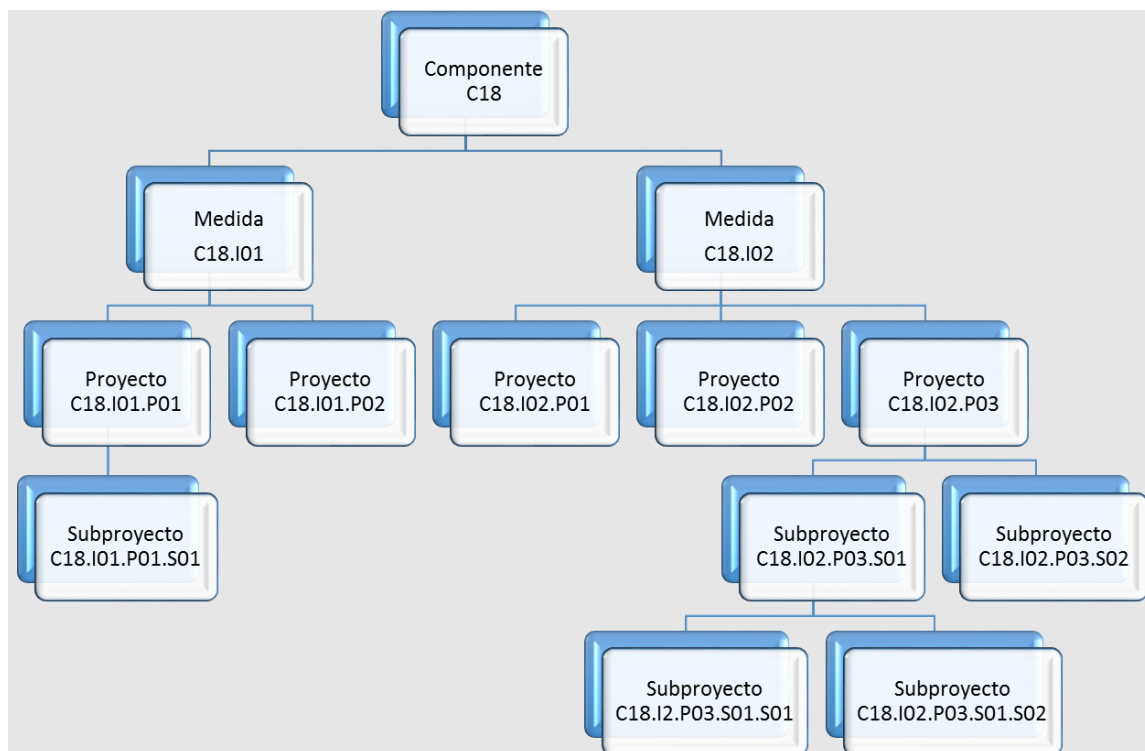 Componente
C18
Medida
C18.I01
Medida
C18.I02
Proyecto
C18.I01.P01
Proyecto
C18.I01.P02
Proyecto
C18.I02.P01
Proyecto
C18.I02.P02
Proyecto
C18.I02.P03
Subproyecto
C18.I01.P01.S01
Subproyecto
C18.I02.P03.S01
Subproyecto
C18.I02.P03.S02
Subproyecto
C18.I2.P03.S01.S01
Subproyecto
C18.I02.P03.S01.S02